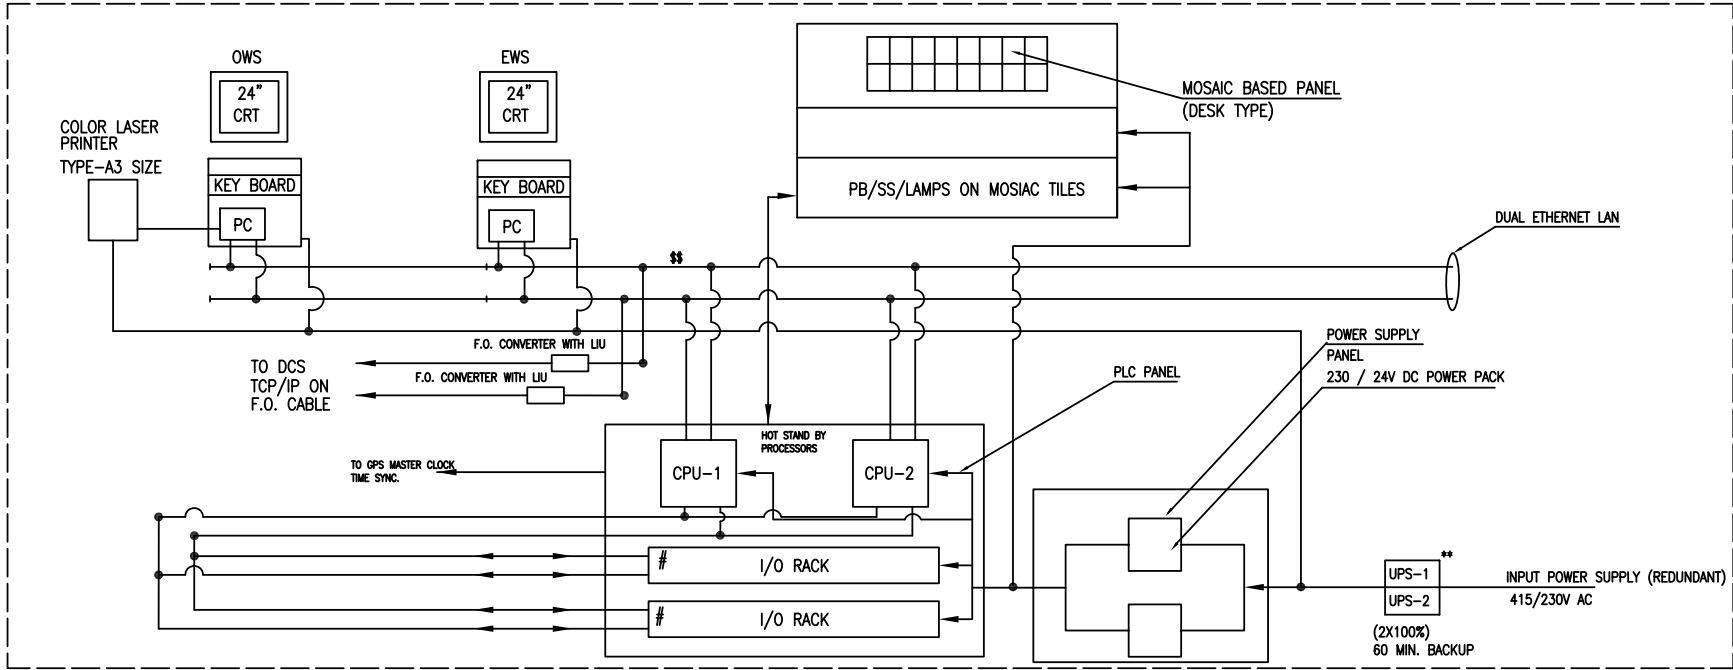 OWS
24"
CRT
EWS
24"
CRT
COLOR LASER
PRINTER
TYPE-A3 SIZE
KEY BOARD
PC
KEY BOARD
PC
MOSAIC BASED PANEL
(DESK TYPE)
PB/SS/LAMPS ON MOSIAC TILES
DUAL ETHERNET LAN
$$
F.O. CONVERTER WITH LIU
F.O. CONVERTER WITH LIU
TO DCS
TCP/IP ON
F.O. CABLE
POWER SUPPLY
PANEL
230 / 24V DC POWER PACK
PLC PANEL
HOT STAND BY
PROCESSORS
TO GPS MASTER CLOCK
TIME SYNC.
CPU-1
CPU-2
# I/O RACK
# I/O RACK
**
UPS-1
UPS-2
(2X100%)
60 MIN. BACKUP
INPUT POWER SUPPLY (REDUNDANT)
415/230V AC